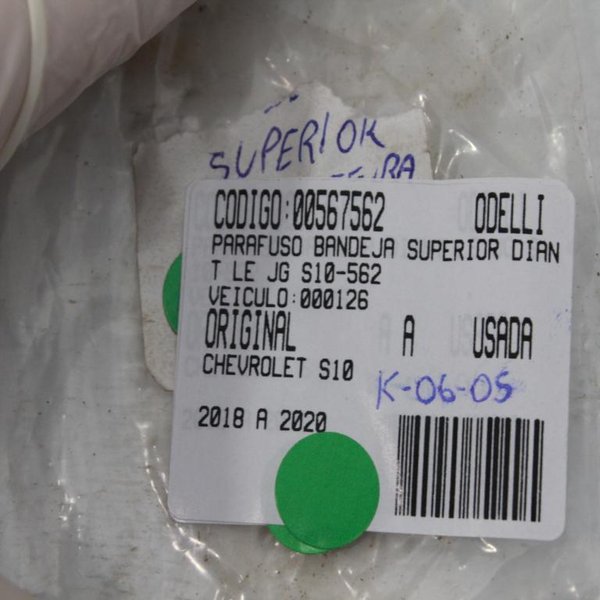 SUPERIOR
CODIGO:00567562 ODELLI
PARAFUSO BANDEJA SUPERIOR DIAN
T LE JG S10-562
VEICULO:000126
ORIGINAL A USADA
CHEVROLET S10
K-06-05
2018 A 2020